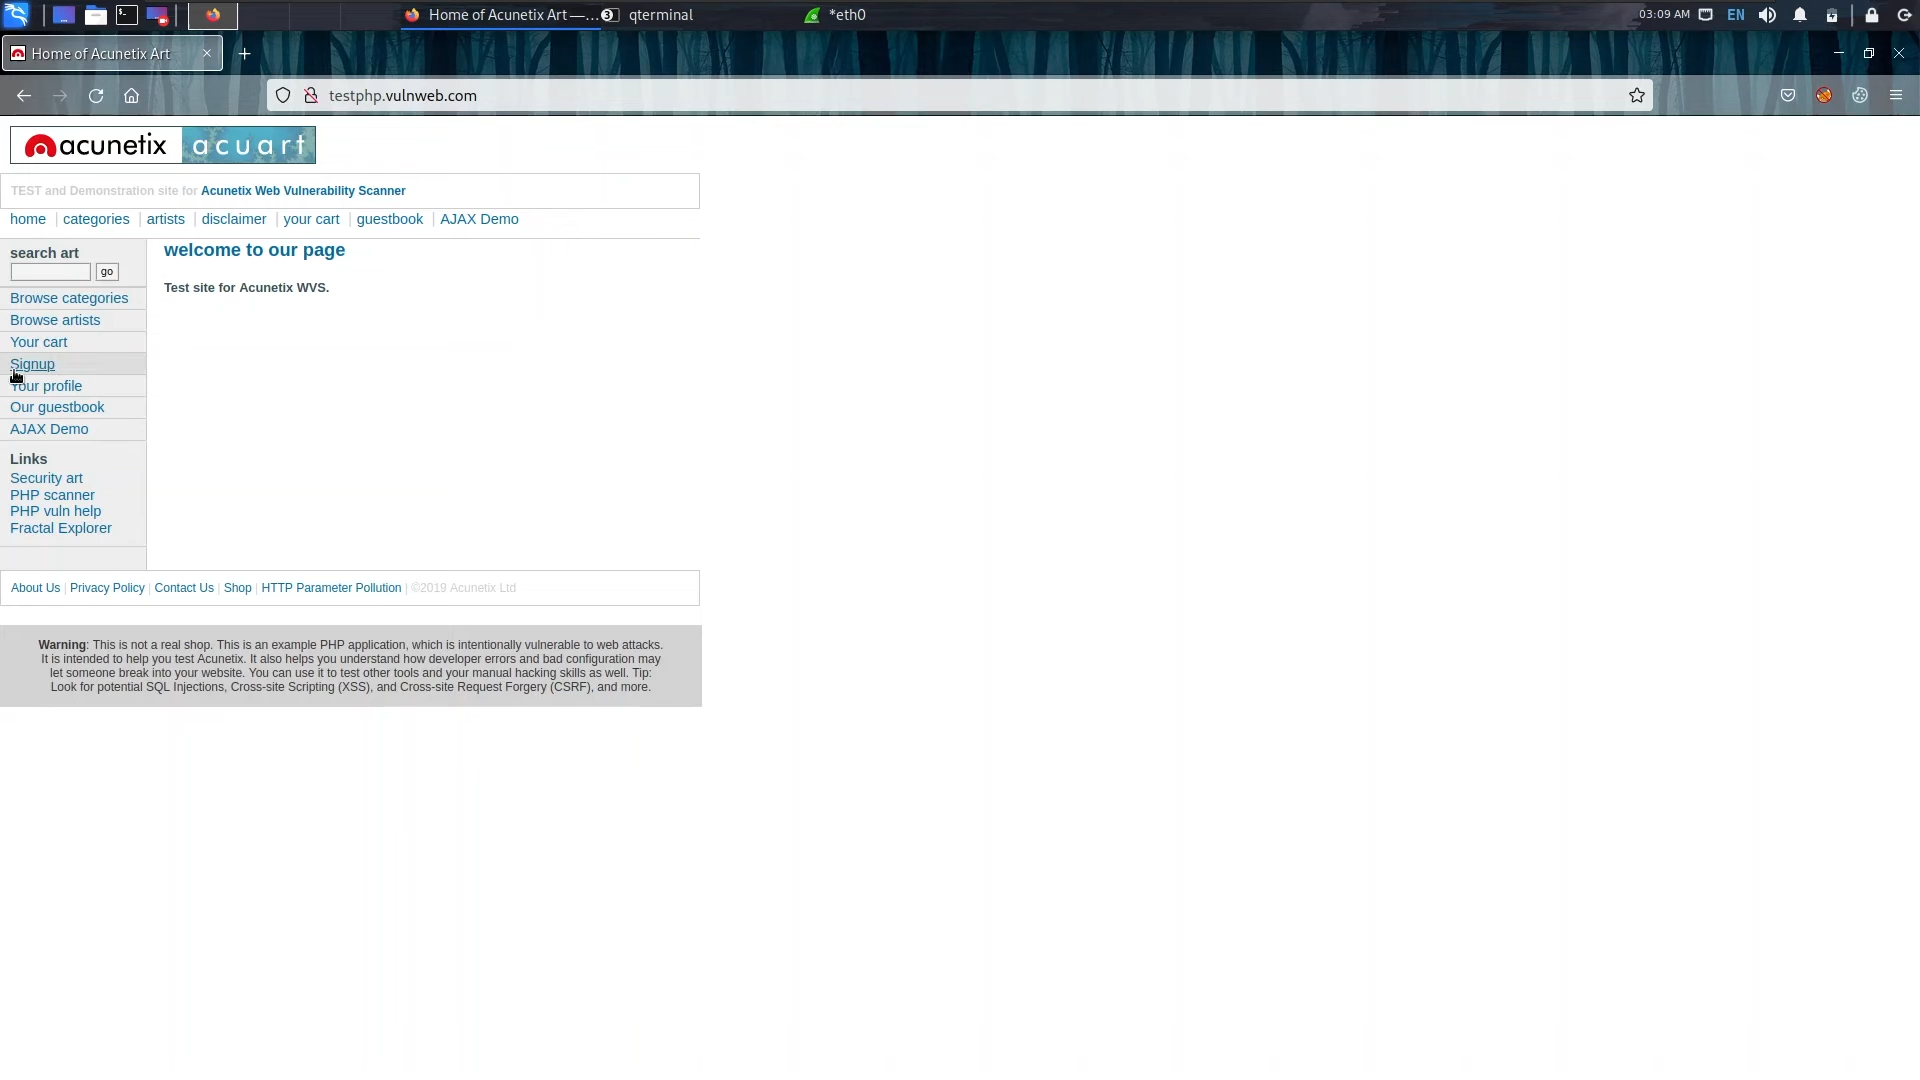 Home of Acunetix Art —... 3 qterminal *eth0 03:09 AM EN
Home of Acunetix Art
testphp.vulnweb.com
acunetix acuart
TEST and Demonstration site for Acunetix Web Vulnerability Scanner
home | categories | artists | disclaimer | your cart | guestbook | AJAX Demo
search art
go
Browse categories
Browse artists
Your cart
Signup
Your profile
Our guestbook
AJAX Demo
Links
Security art
PHP scanner
PHP vuln help
Fractal Explorer
welcome to our page
Test site for Acunetix WVS.
About Us | Privacy Policy | Contact Us | Shop | HTTP Parameter Pollution | ©2019 Acunetix Ltd
Warning: This is not a real shop. This is an example PHP application, which is intentionally vulnerable to web attacks.
It is intended to help you test Acunetix. It also helps you understand how developer errors and bad configuration may
let someone break into your website. You can use it to test other tools and your manual hacking skills as well. Tip:
Look for potential SQL Injections, Cross-site Scripting (XSS), and Cross-site Request Forgery (CSRF), and more.